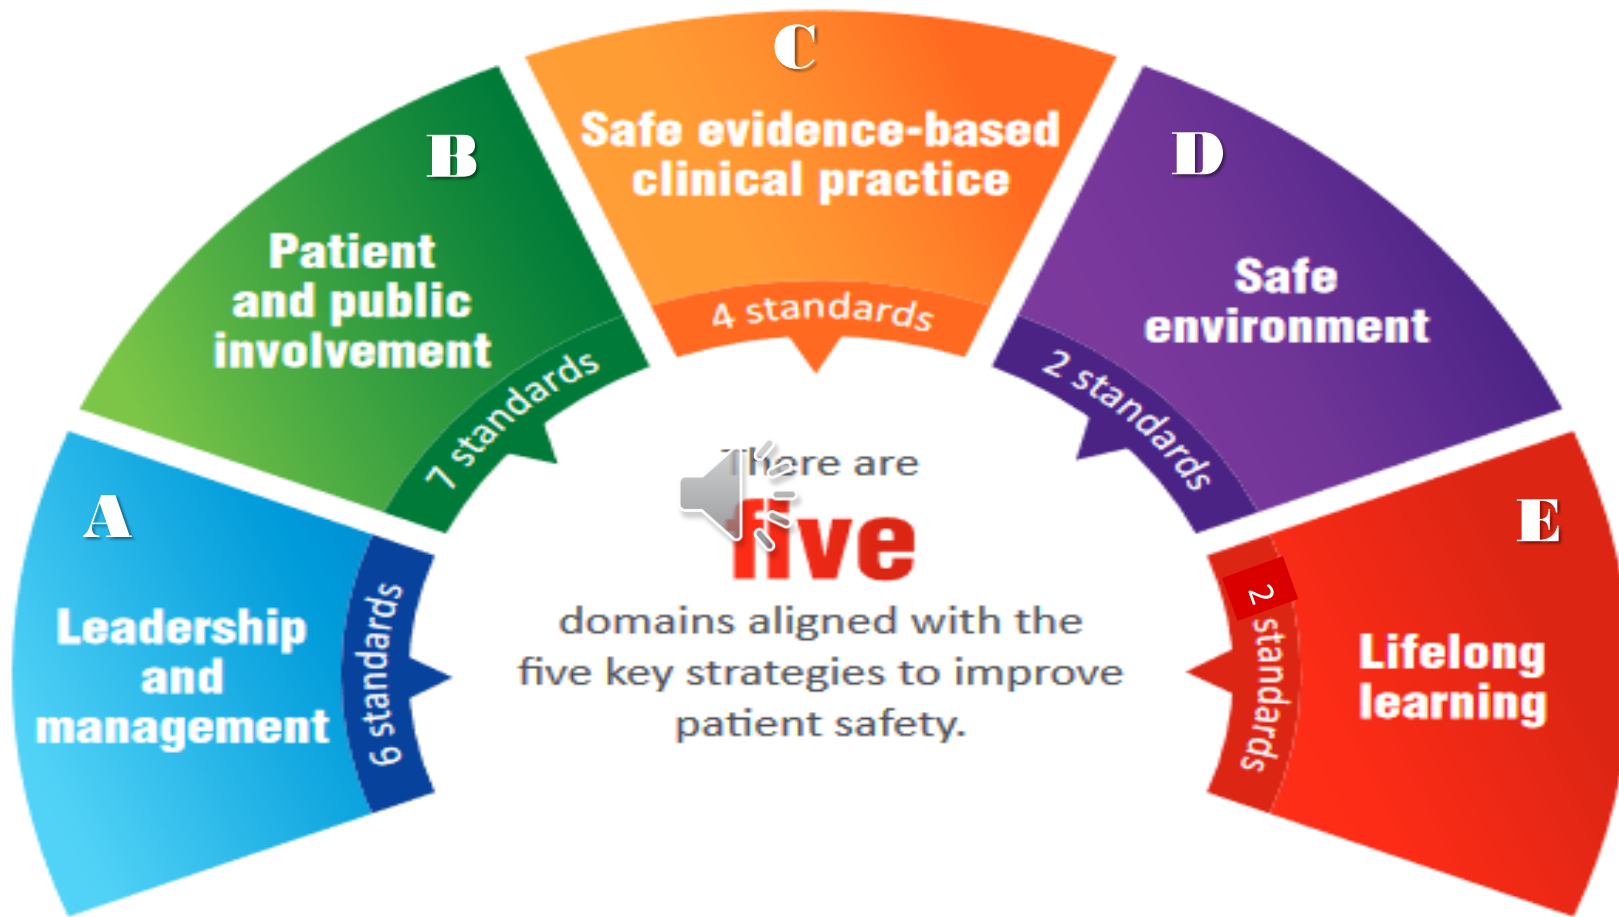 A
Leadership
and
management
6 standards
B
Patient
and public
involvement
7 standards
C
Safe evidence-based
clinical practice
4 standards
D
Safe
environment
2 standards
E
Lifelong
learning
2 standards
There are
five
domains aligned with the
five key strategies to improve
patient safety.